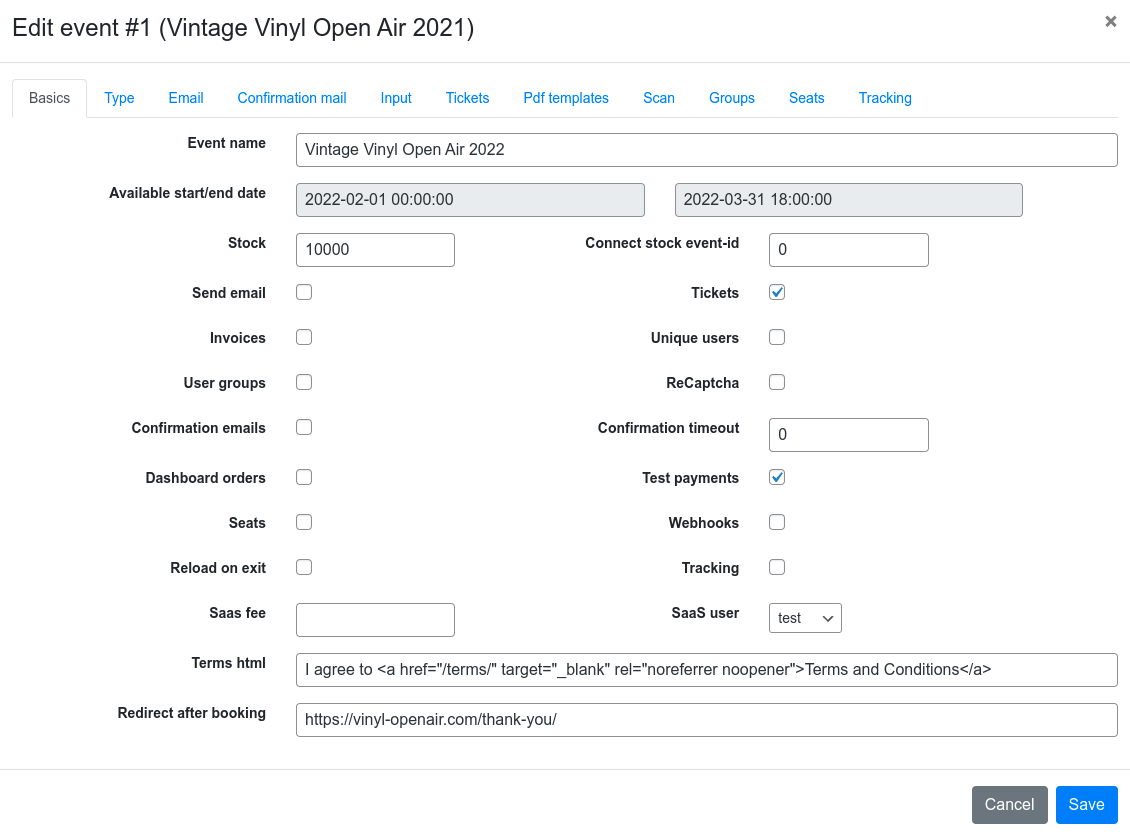 Edit event #1 (Vintage Vinyl Open Air 2021)
×
Basics Type Email Confirmation mail Input Tickets Pdf templates Scan Groups Seats Tracking
Event name Vintage Vinyl Open Air 2022
Available start/end date 2022-02-01 00:00:00 2022-03-31 18:00:00
Stock 10000 Connect stock event-id 0
Send email Tickets
Invoices Unique users
User groups ReCaptcha
Confirmation emails Confirmation timeout 0
Dashboard orders Test payments
Seats Webhooks
Reload on exit Tracking
Saas fee SaaS user test
Terms html I agree to <a href="/terms/" target="_blank" rel="noreferrer noopener">Terms and Conditions</a>
Redirect after booking https://vinyl-openair.com/thank-you/
Cancel Save